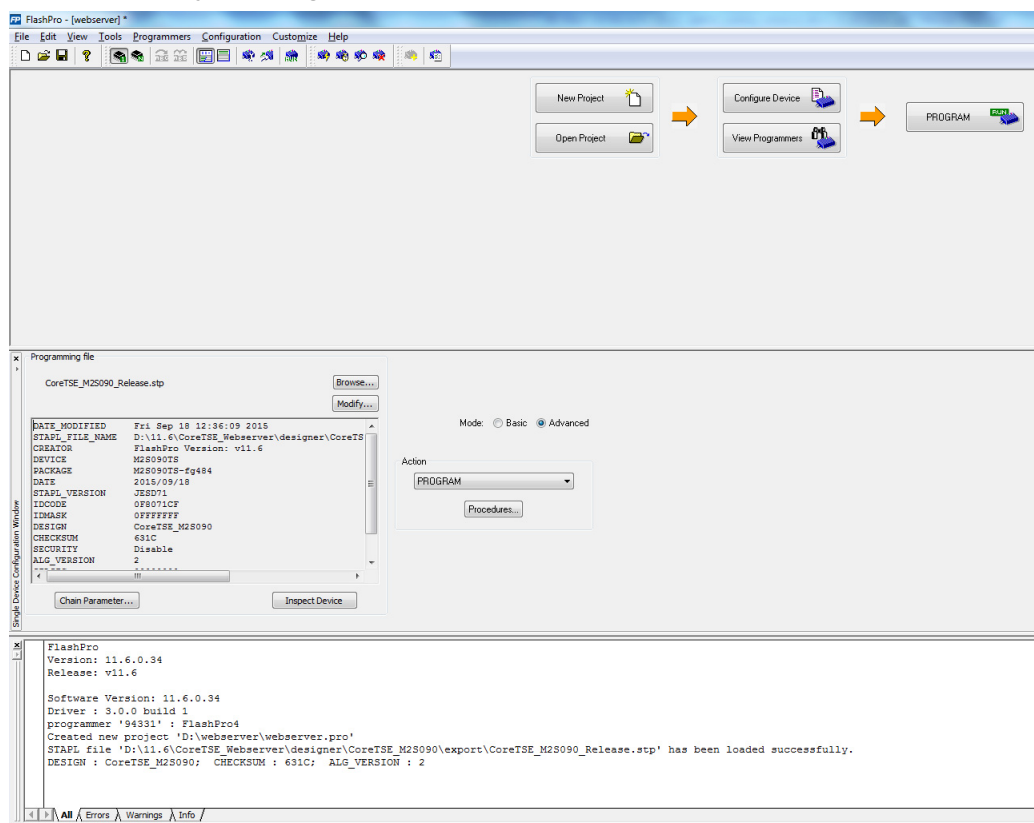 FP FlashPro - [webserver] *
File Edit View Tools Programmers Configuration Customize Help
New Project
Configure Device
PROGRAM
RUN
Open Project
View Programmers
Programming file
CoreTSE_M2S090_Release.stp
Browse...
Modify...
Mode: Basic Advanced
DATE_MODIFIED Fri Sep 18 12:36:09 2015
STAPL_FILE_NAME D:\11.6\CoreTSE_Webserver\designer\CoreTS
CREATOR FlashPro Version: v11.6
DEVICE M2S090TS
PACKAGE M2S090TS-fg484
DATE 2015/09/18
STAPL_VERSION JESD71
IDCODE 0F8071CF
IDMASK 0FFFFFFF
DESIGN CoreTSE_M2S090
CHECKSUM 631C
SECURITY Disable
ALG_VERSION 2
Action
PROGRAM
Procedures...
Chain Parameter...
Inspect Device
Single Device Configuration Window
FlashPro
Version: 11.6.0.34
Release: v11.6
Software Version: 11.6.0.34
Driver : 3.0.0 build 1
programmer '94331' : FlashPro4
Created new project 'D:\webserver\webserver.pro'
STAPL file 'D:\11.6\CoreTSE_Webserver\designer\CoreTSE_M2S090\export\CoreTSE_M2S090_Release.stp' has been loaded successfully.
DESIGN : CoreTSE_M2S090; CHECKSUM : 631C; ALG_VERSION : 2
All Errors Warnings Info